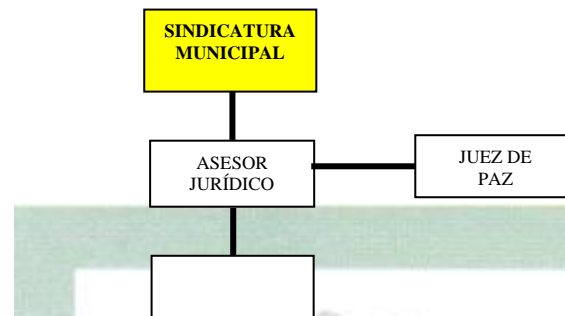 SINDICATURA
MUNICIPAL
ASESOR
JURÍDICO
JUEZ DE
PAZ